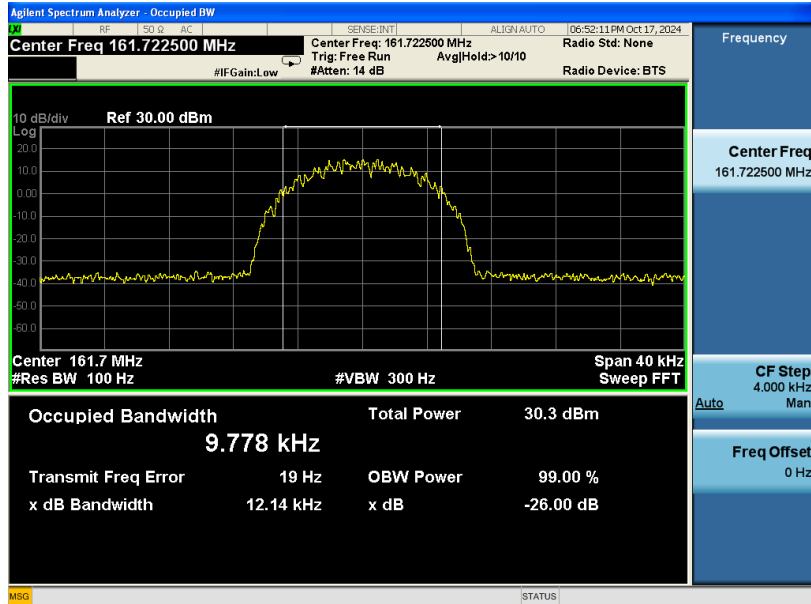 Agilent Spectrum Analyzer - Occupied BW
LXI RF 50 Ω AC SENSE:INT ALIGN AUTO 06:52:11 PM Oct 17, 2024
Center Freq 161.722500 MHz
Center Freq: 161.722500 MHz Radio Std: None
Trig: Free Run Avg|Hold:>10/10
#IFGain:Low #Atten: 14 dB Radio Device: BTS
10 dB/div Ref 30.00 dBm
Log
20.0
10.0
0.00
-10.0
-20.0
-30.0
-40.0
-50.0
-60.0
Center 161.7 MHz Span 40 kHz
#Res BW 100 Hz #VBW 300 Hz Sweep FFT
Occupied Bandwidth Total Power 30.3 dBm
9.778 kHz
Transmit Freq Error 19 Hz OBW Power 99.00 %
x dB Bandwidth 12.14 kHz x dB -26.00 dB
MSG STATUS
Frequency
Center Freq
161.722500 MHz
CF Step
4.000 kHz
Auto Man
Freq Offset
0 Hz